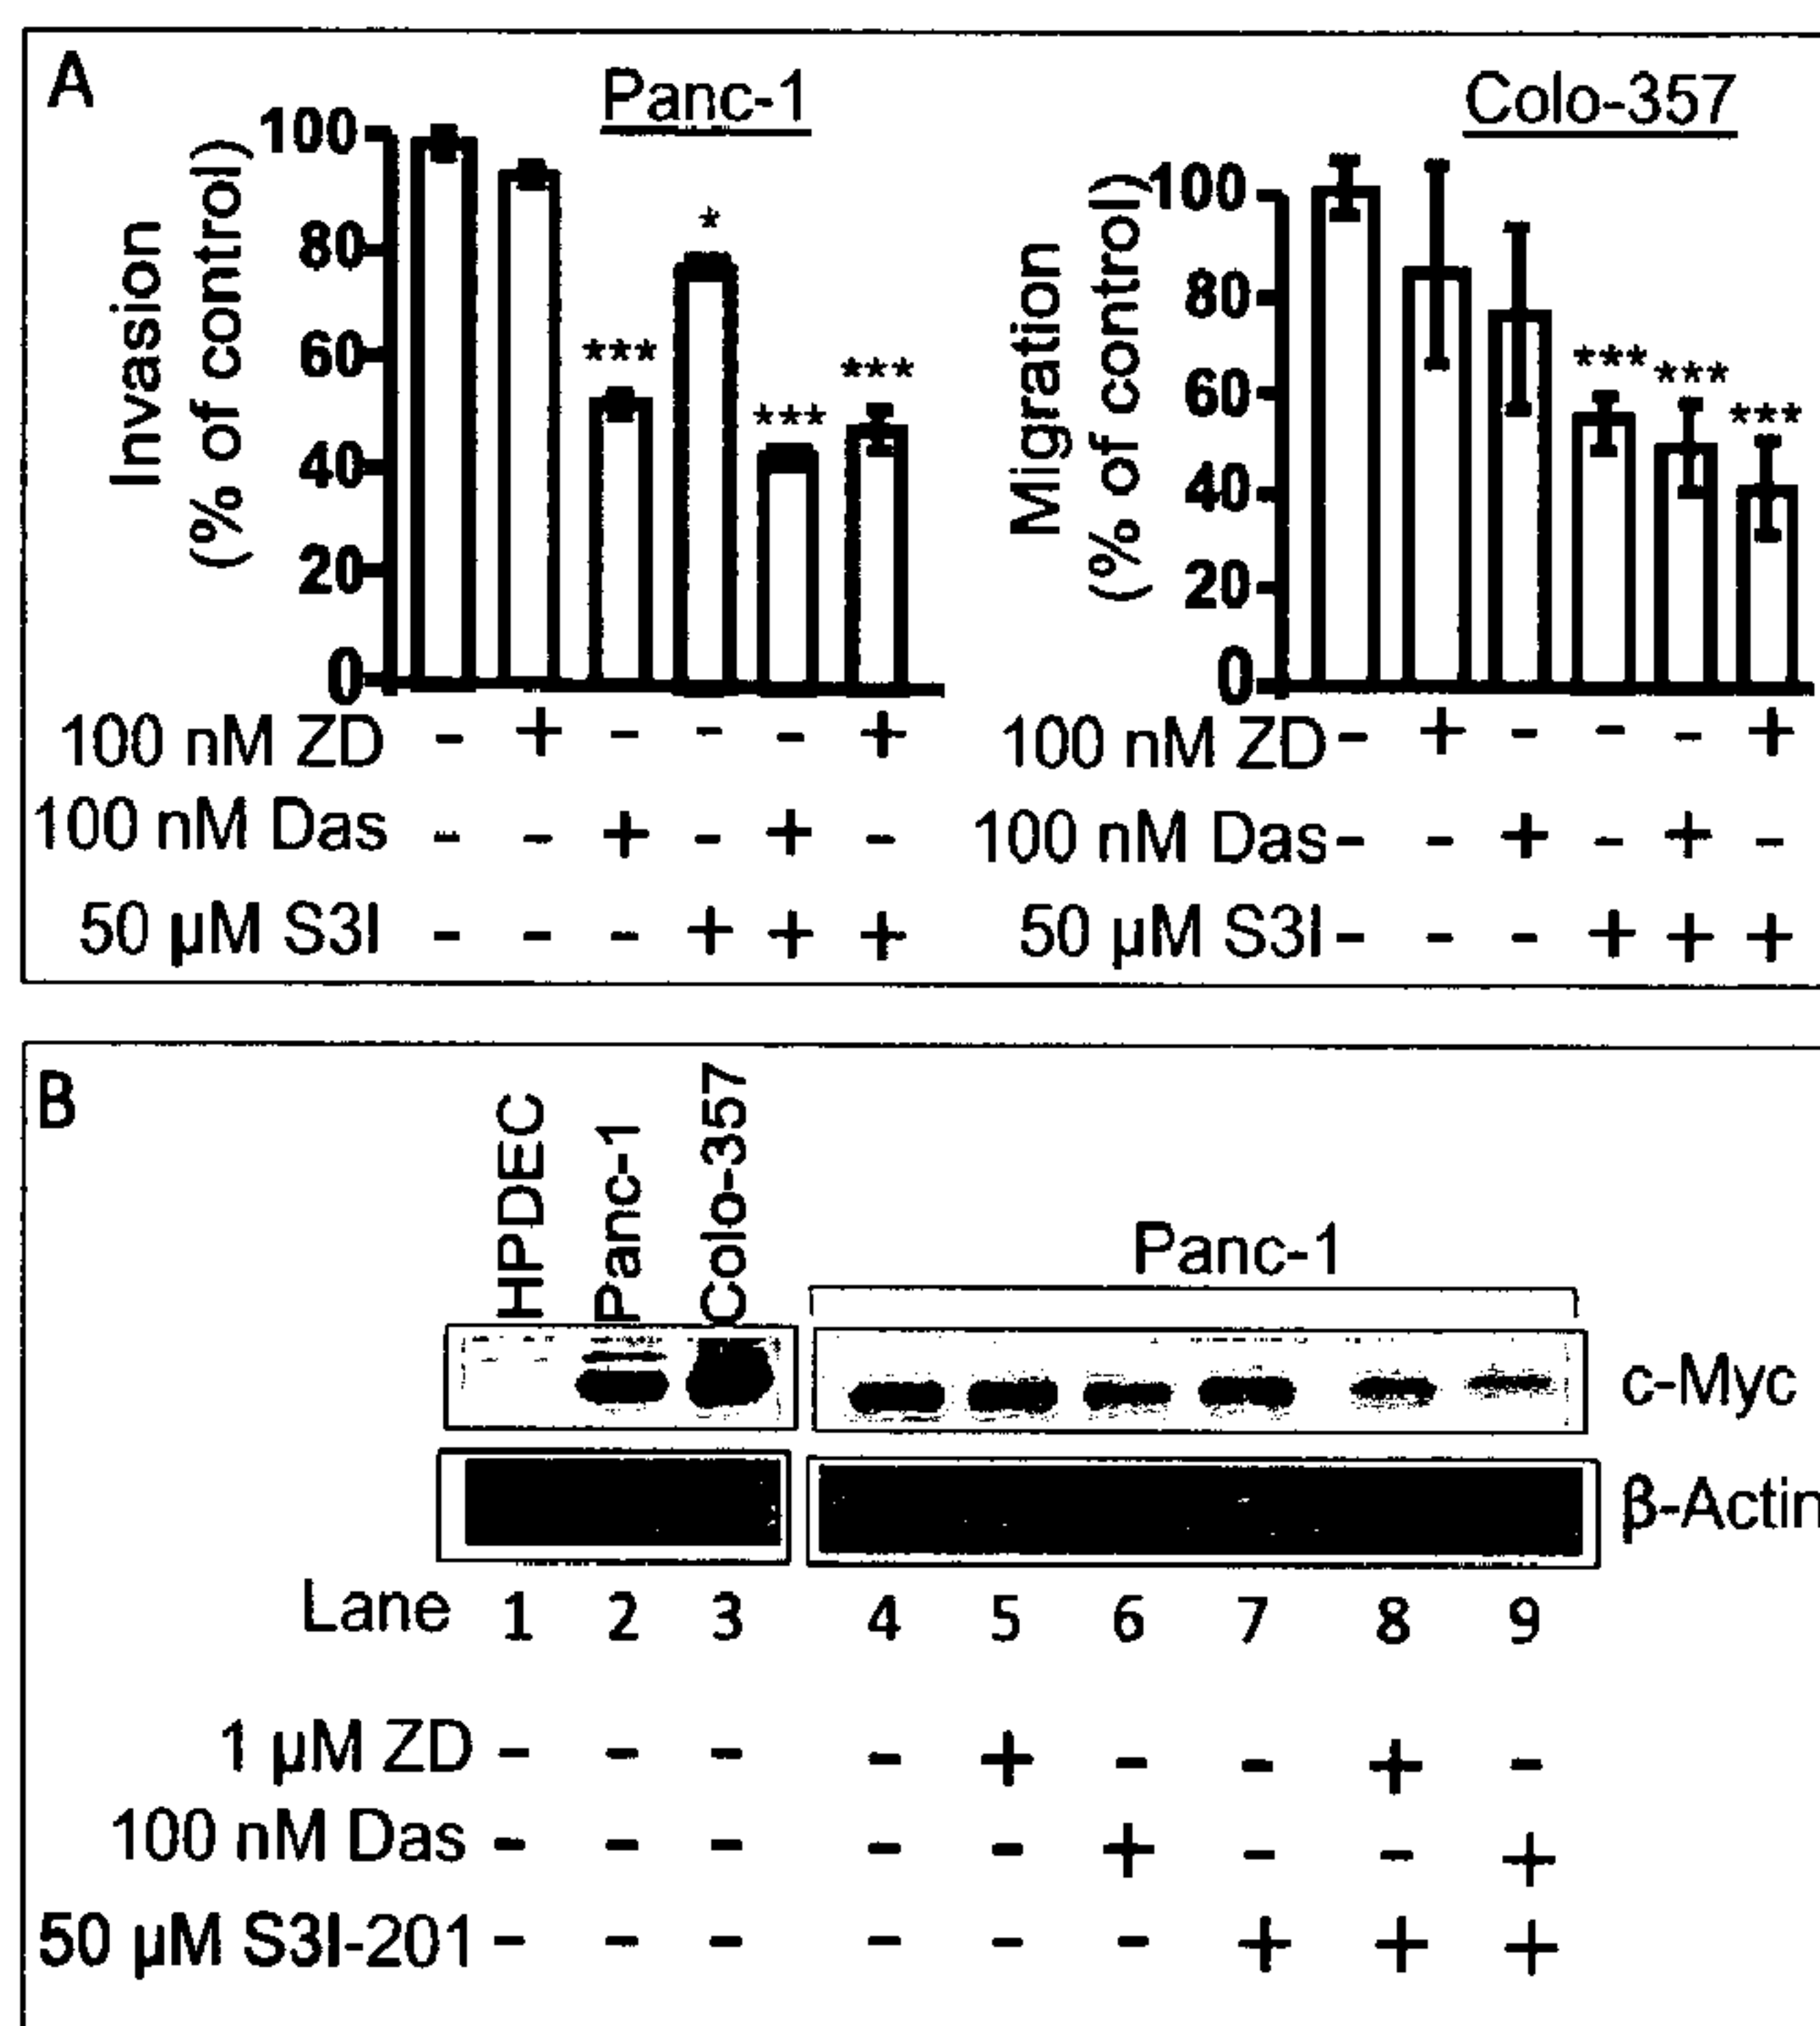 A
Panc-1
Invasion
(% of control)
100
80
60
40
20
0
*
***
***
***
100 nM ZD - + - - - +
100 nM Das - - + - + -
50 µM S3I - - - + + +
Colo-357
Migration
(% of control)
100
80
60
40
20
0
***
***
***
100 nM ZD - + - - - +
100 nM Das - - + - + -
50 µM S3I - - - + + +
B
HPDEC
Panc-1
Colo-357
Panc-1
c-Myc
β-Actin
Lane 1 2 3 4 5 6 7 8 9
1 µM ZD - - - - + - - + -
100 nM Das - - - - - + - - +
50 µM S3I-201 - - - - - - + + +